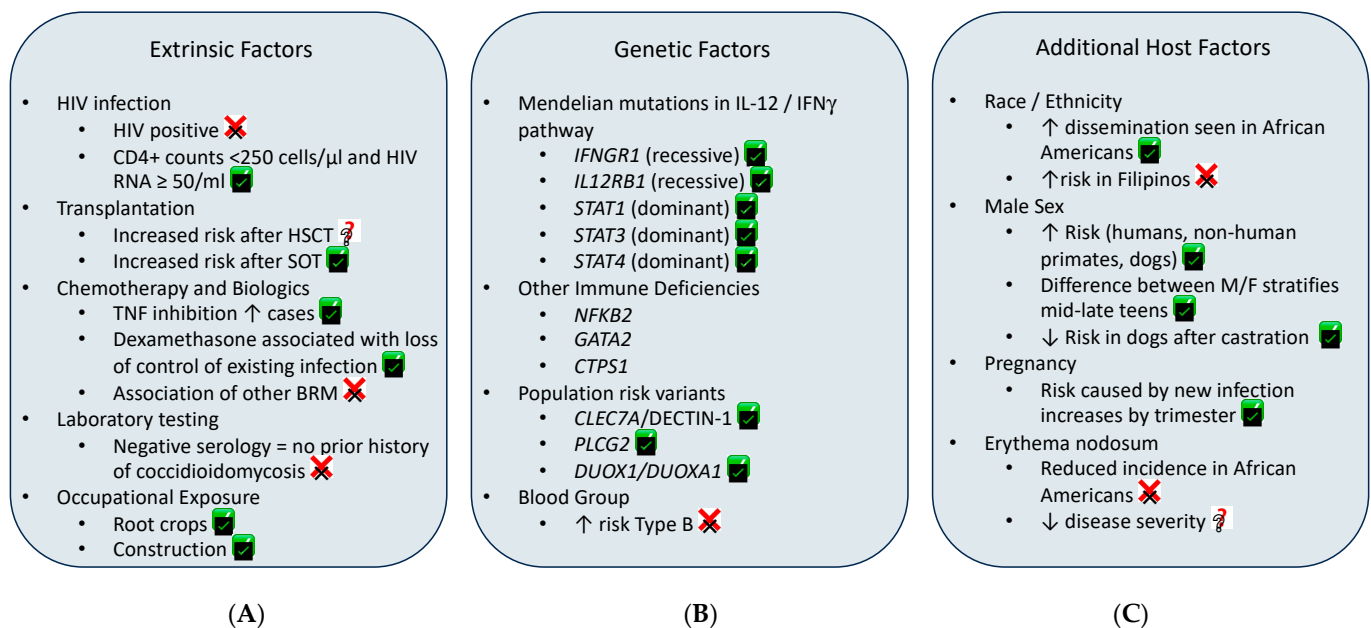 Extrinsic Factors
• HIV infection
• HIV positive ❌
• CD4+ counts <250 cells/µl and HIV
RNA ≥ 50/ml ✅
• Transplantation
• Increased risk after HSCT ❓
• Increased risk after SOT ✅
• Chemotherapy and Biologics
• TNF inhibition ↑ cases ✅
• Dexamethasone associated with loss
of control of existing infection ✅
• Association of other BRM ❌
• Laboratory testing
• Negative serology = no prior history
of coccidioidomycosis ❌
• Occupational Exposure
• Root crops ✅
• Construction ✅
(A)
Genetic Factors
• Mendelian mutations in IL-12 / IFNγ
pathway
• IFNGR1 (recessive) ✅
• IL12RB1 (recessive) ✅
• STAT1 (dominant) ✅
• STAT3 (dominant) ✅
• STAT4 (dominant) ✅
• Other Immune Deficiencies
• NFKB2
• GATA2
• CTPS1
• Population risk variants
• CLEC7A/DECTIN-1 ✅
• PLCG2 ✅
• DUOX1/DUOXA1 ✅
• Blood Group
• ↑ risk Type B ❌
(B)
Additional Host Factors
• Race / Ethnicity
• ↑ dissemination seen in African
Americans ✅
• ↑risk in Filipinos ❌
• Male Sex
• ↑ Risk (humans, non-human
primates, dogs) ✅
• Difference between M/F stratifies
mid-late teens ✅
• ↓ Risk in dogs after castration ✅
• Pregnancy
• Risk caused by new infection
increases by trimester ✅
• Erythema nodosum
• Reduced incidence in African
Americans ❌
• ↓ disease severity ❓
(C)